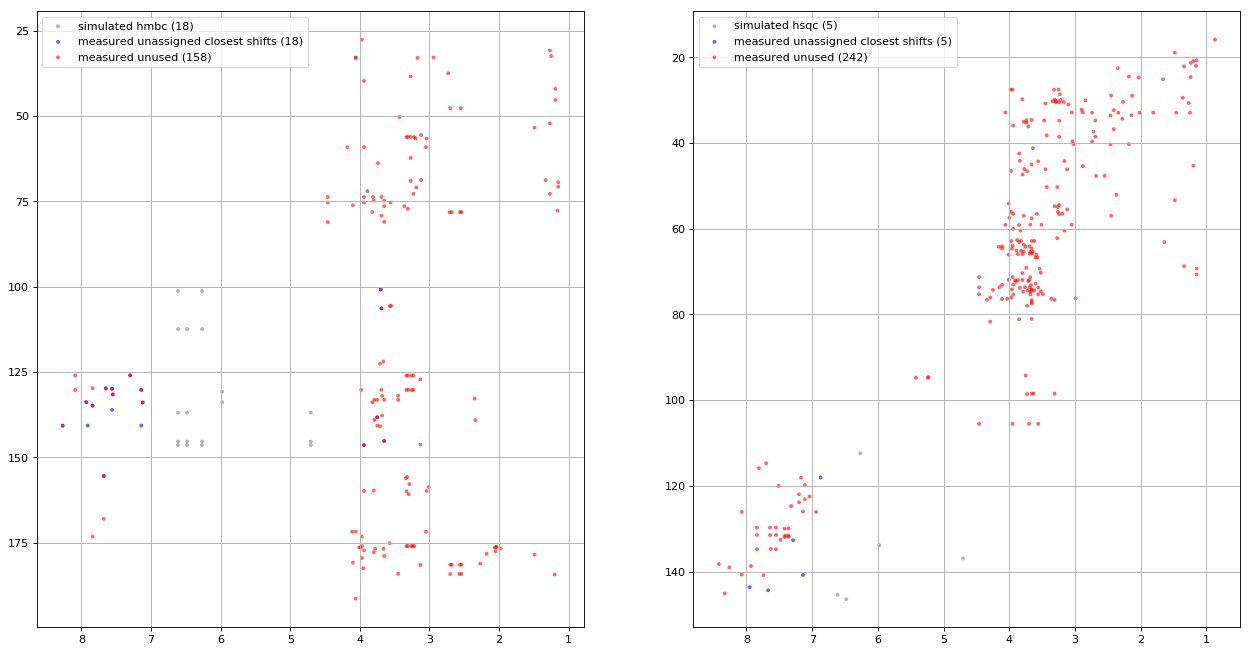 simulated hmbc (18)
measured unassigned closest shifts (18)
measured unused (158)
25
50
75
100
125
150
175
8 7 6 5 4 3 2 1
simulated hsqc (5)
measured unassigned closest shifts (5)
measured unused (242)
20
40
60
80
100
120
140
8 7 6 5 4 3 2 1